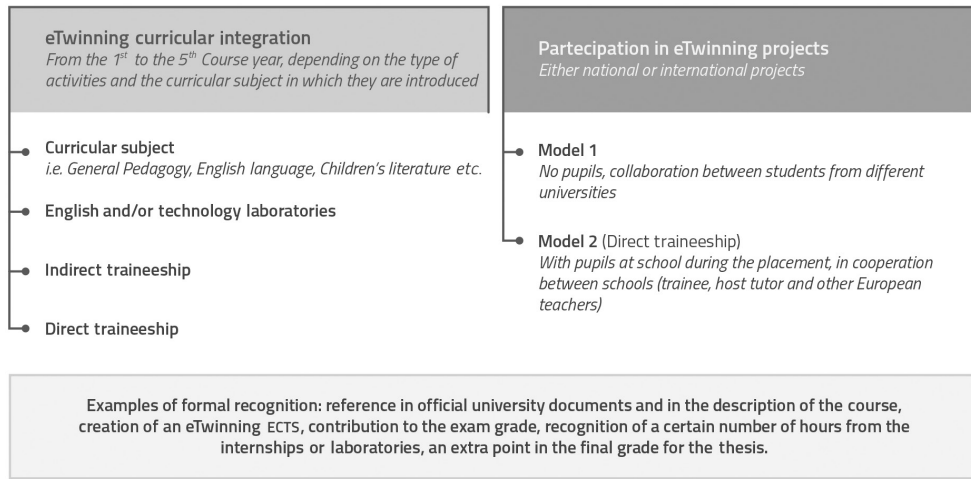 eTwinning curricular integration
From the 1st to the 5th Course year, depending on the type of
activities and the curricular subject in which they are introduced
Curricular subject
i.e. General Pedagogy, English language, Children's literature etc.
English and/or technology laboratories
Indirect traineeship
Direct traineeship
Partecipation in eTwinning projects
Either national or international projects
Model 1
No pupils, collaboration between students from different
universities
Model 2 (Direct traineeship)
With pupils at school during the placement, in cooperation
between schools (trainee, host tutor and other European
teachers)
Examples of formal recognition: reference in official university documents and in the description of the course,
creation of an eTwinning ECTS, contribution to the exam grade, recognition of a certain number of hours from the
internships or laboratories, an extra point in the final grade for the thesis.